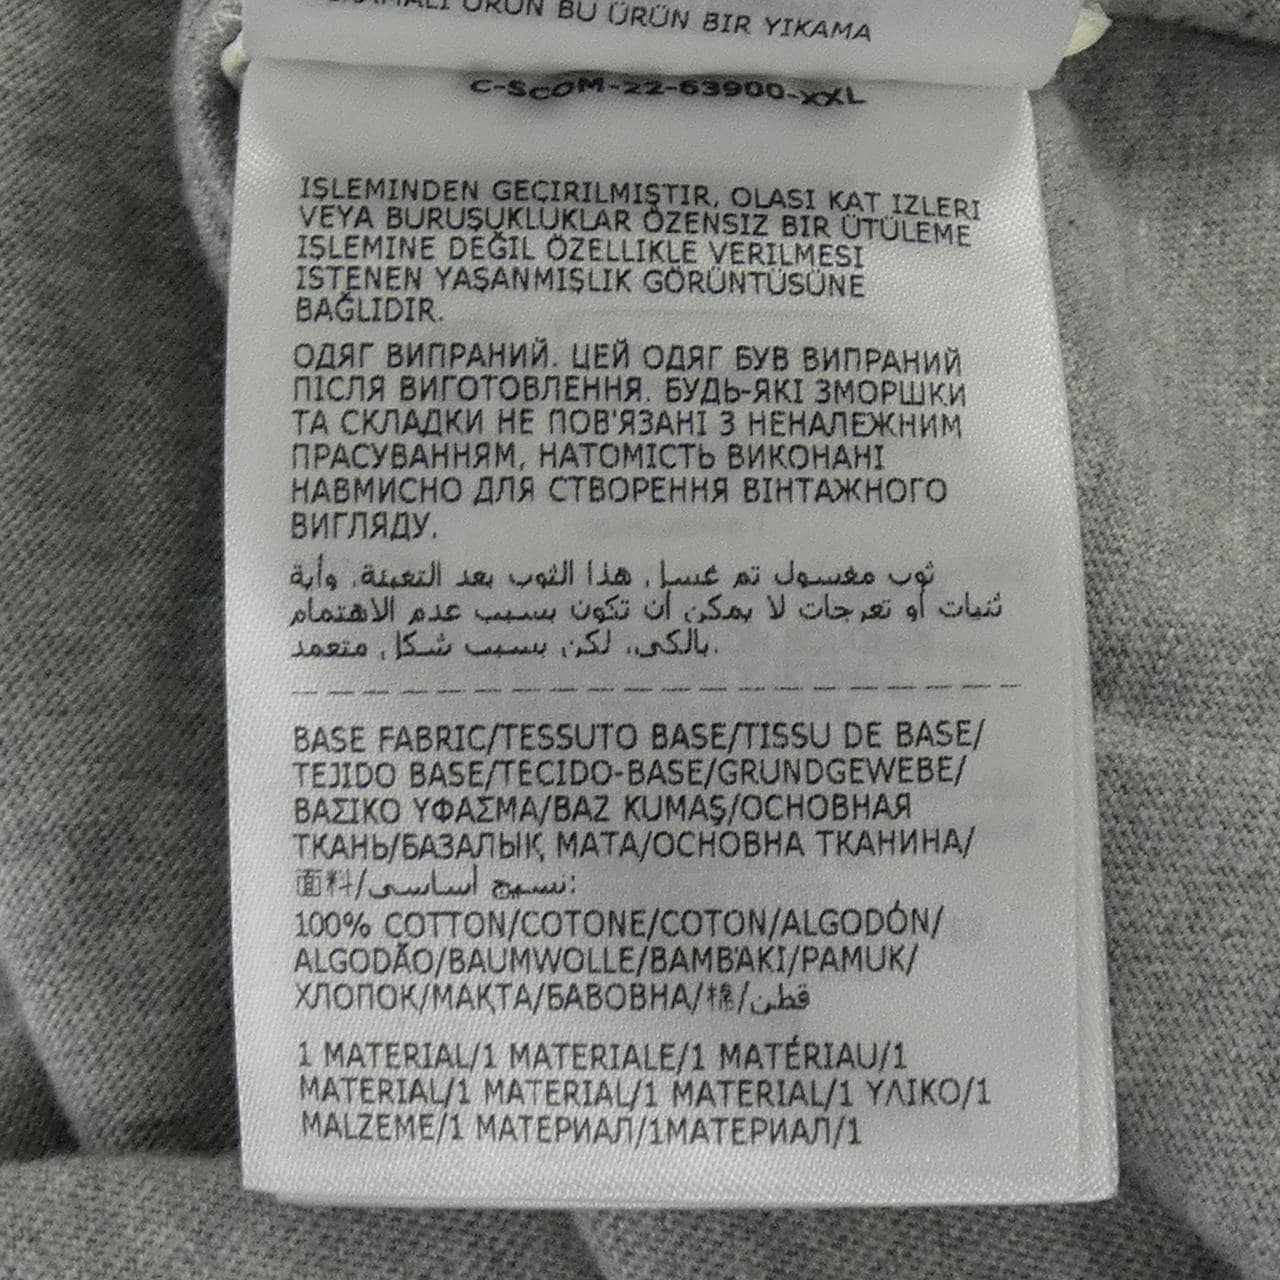 ÜRÜN BU ÜRÜN BIR YIKAMA
C-SCOM-22-63900-XXL
IŞLEMINDEN GEÇIRILMIŞTIR, OLASI KAT IZLERI
VEYA BURUŞUKLUKLAR ÖZENSIZ BIR ÜTÜLEME
IŞLEMINE DEĞIL ÖZELLIKLE VERILMESI
ISTENEN YAŞANMIŞLIK GÖRÜNTÜSÜNE
BAĞLIDIR.
ОДЯГ ВИПРАНИЙ. ЦЕЙ ОДЯГ БУВ ВИПРАНИЙ
ПІСЛЯ ВИГОТОВЛЕННЯ. БУДЬ-ЯКІ ЗМОРШКИ
ТА СКЛАДКИ НЕ ПОВ'ЯЗАНІ З НЕНАЛЕЖНИМ
ПРАСУВАННЯМ, НАТОМІСТЬ ВИКОНАНІ
НАВМИСНО ДЛЯ СТВОРЕННЯ ВІНТАЖНОГО
ВИГЛЯДУ.
ثوب مغسول تم غسل هذا الثوب بعد التعبئة، وأية
ثنيات أو تعرجات لا يمكن أن تكون بسبب عدم الاهتمام
بالكي، لكن بسبب شكل متعمد.
BASE FABRIC/TESSUTO BASE/TISSU DE BASE/
TEJIDO BASE/TECIDO-BASE/GRUNDGEWEBE/
ΒΑΣΙΚΟ ΥΦΑΣΜΑ/BAZ KUMAŞ/ОСНОВНАЯ
ТКАНЬ/БАЗАЛЫҚ МАТА/ОСНОВНА ТКАНИНА/
面料/نسيج أساسي:
100% COTTON/COTONE/COTON/ALGODÓN/
ALGODÃO/BAUMWOLLE/ΒΑΜΒΆΚΙ/PAMUK/
ХЛОПОК/МАҚТА/БАВОВНА/棉/قطن
1 MATERIAL/1 MATERIALE/1 MATÉRIAU/1
MATERIAL/1 MATERIAL/1 MATERIAL/1 ΥΛΙΚΟ/1
MALZEME/1 МАТЕРИАЛ/1МАТЕРИАЛ/1